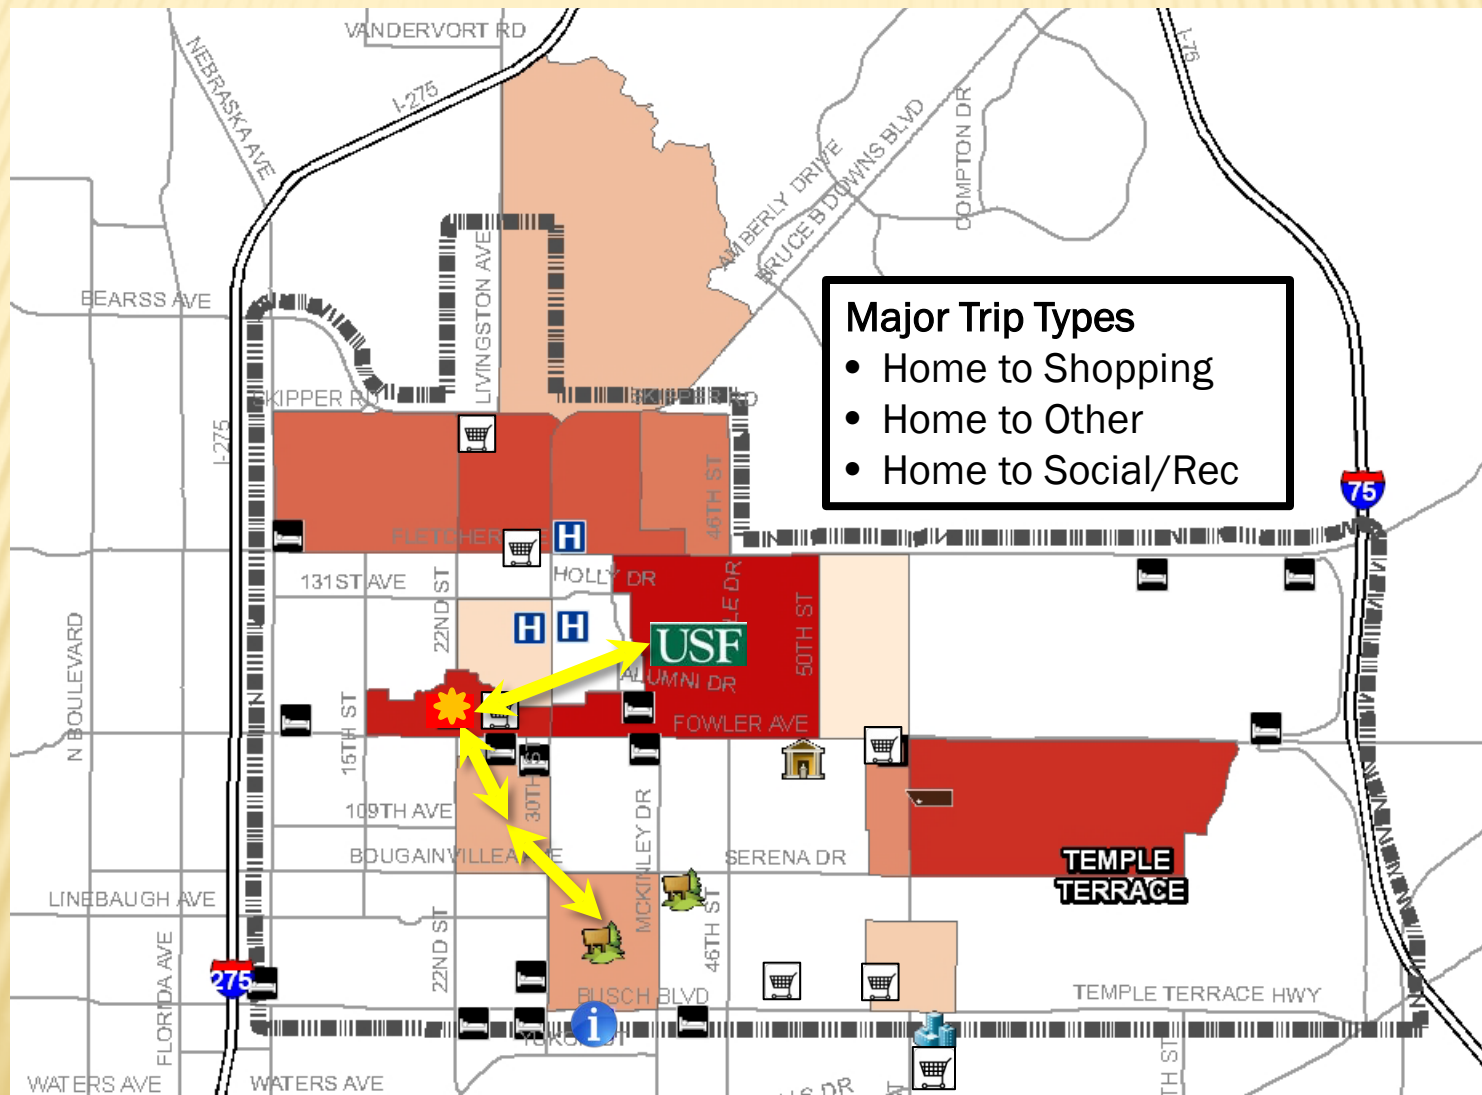 VANDERVORT RD
NEBRASKA AVE
I-275
I-75
COMPTON DR
AMBERLY DRIVE
BRUCE B DOWNS BLVD
BEARSS AVE
LIVINGSTON AVE
Major Trip Types
• Home to Shopping
• Home to Other
• Home to Social/Rec
SKIPPER RD
SKIPPER RD
I-275
46TH ST
75
FLETCHER
H
131ST AVE
HOLLY DR
22ND ST
H
H
50TH ST
USF
N BOULEVARD
ALUMNI DR
15TH ST
FOWLER AVE
30TH ST
109TH AVE
MCKINLEY DR
BOUGAINVILLEA AVE
SERENA DR
TEMPLE
TERRACE
LINEBAUGH AVE
22ND ST
46TH ST
FLORIDA AVE
275
BUSCH BLVD
TEMPLE TERRACE HWY
i
WATERS AVE
WATERS AVE
DR
TH ST